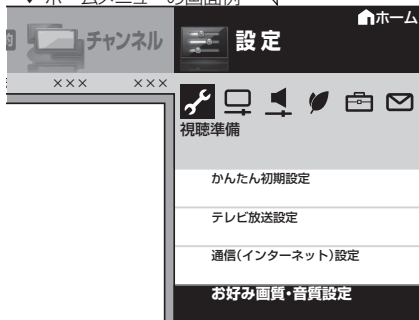 ホームメニューの画面例
ホーム
チャンネル
設定
××× ×××
視聴準備
かんたん初期設定
テレビ放送設定
通信(インターネット)設定
お好み画質・音質設定